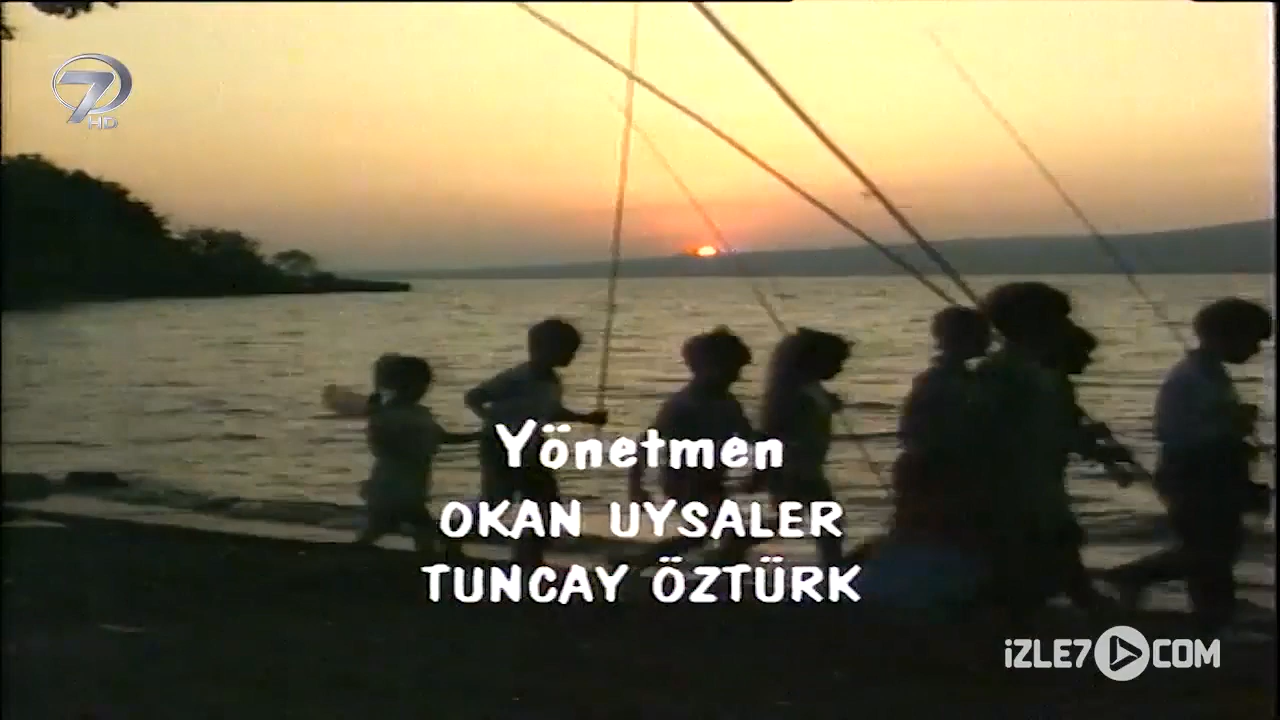 7
HD
Yönetmen
OKAN UYSALER
TUNCAY ÖZTÜRK
iZLE7 COM